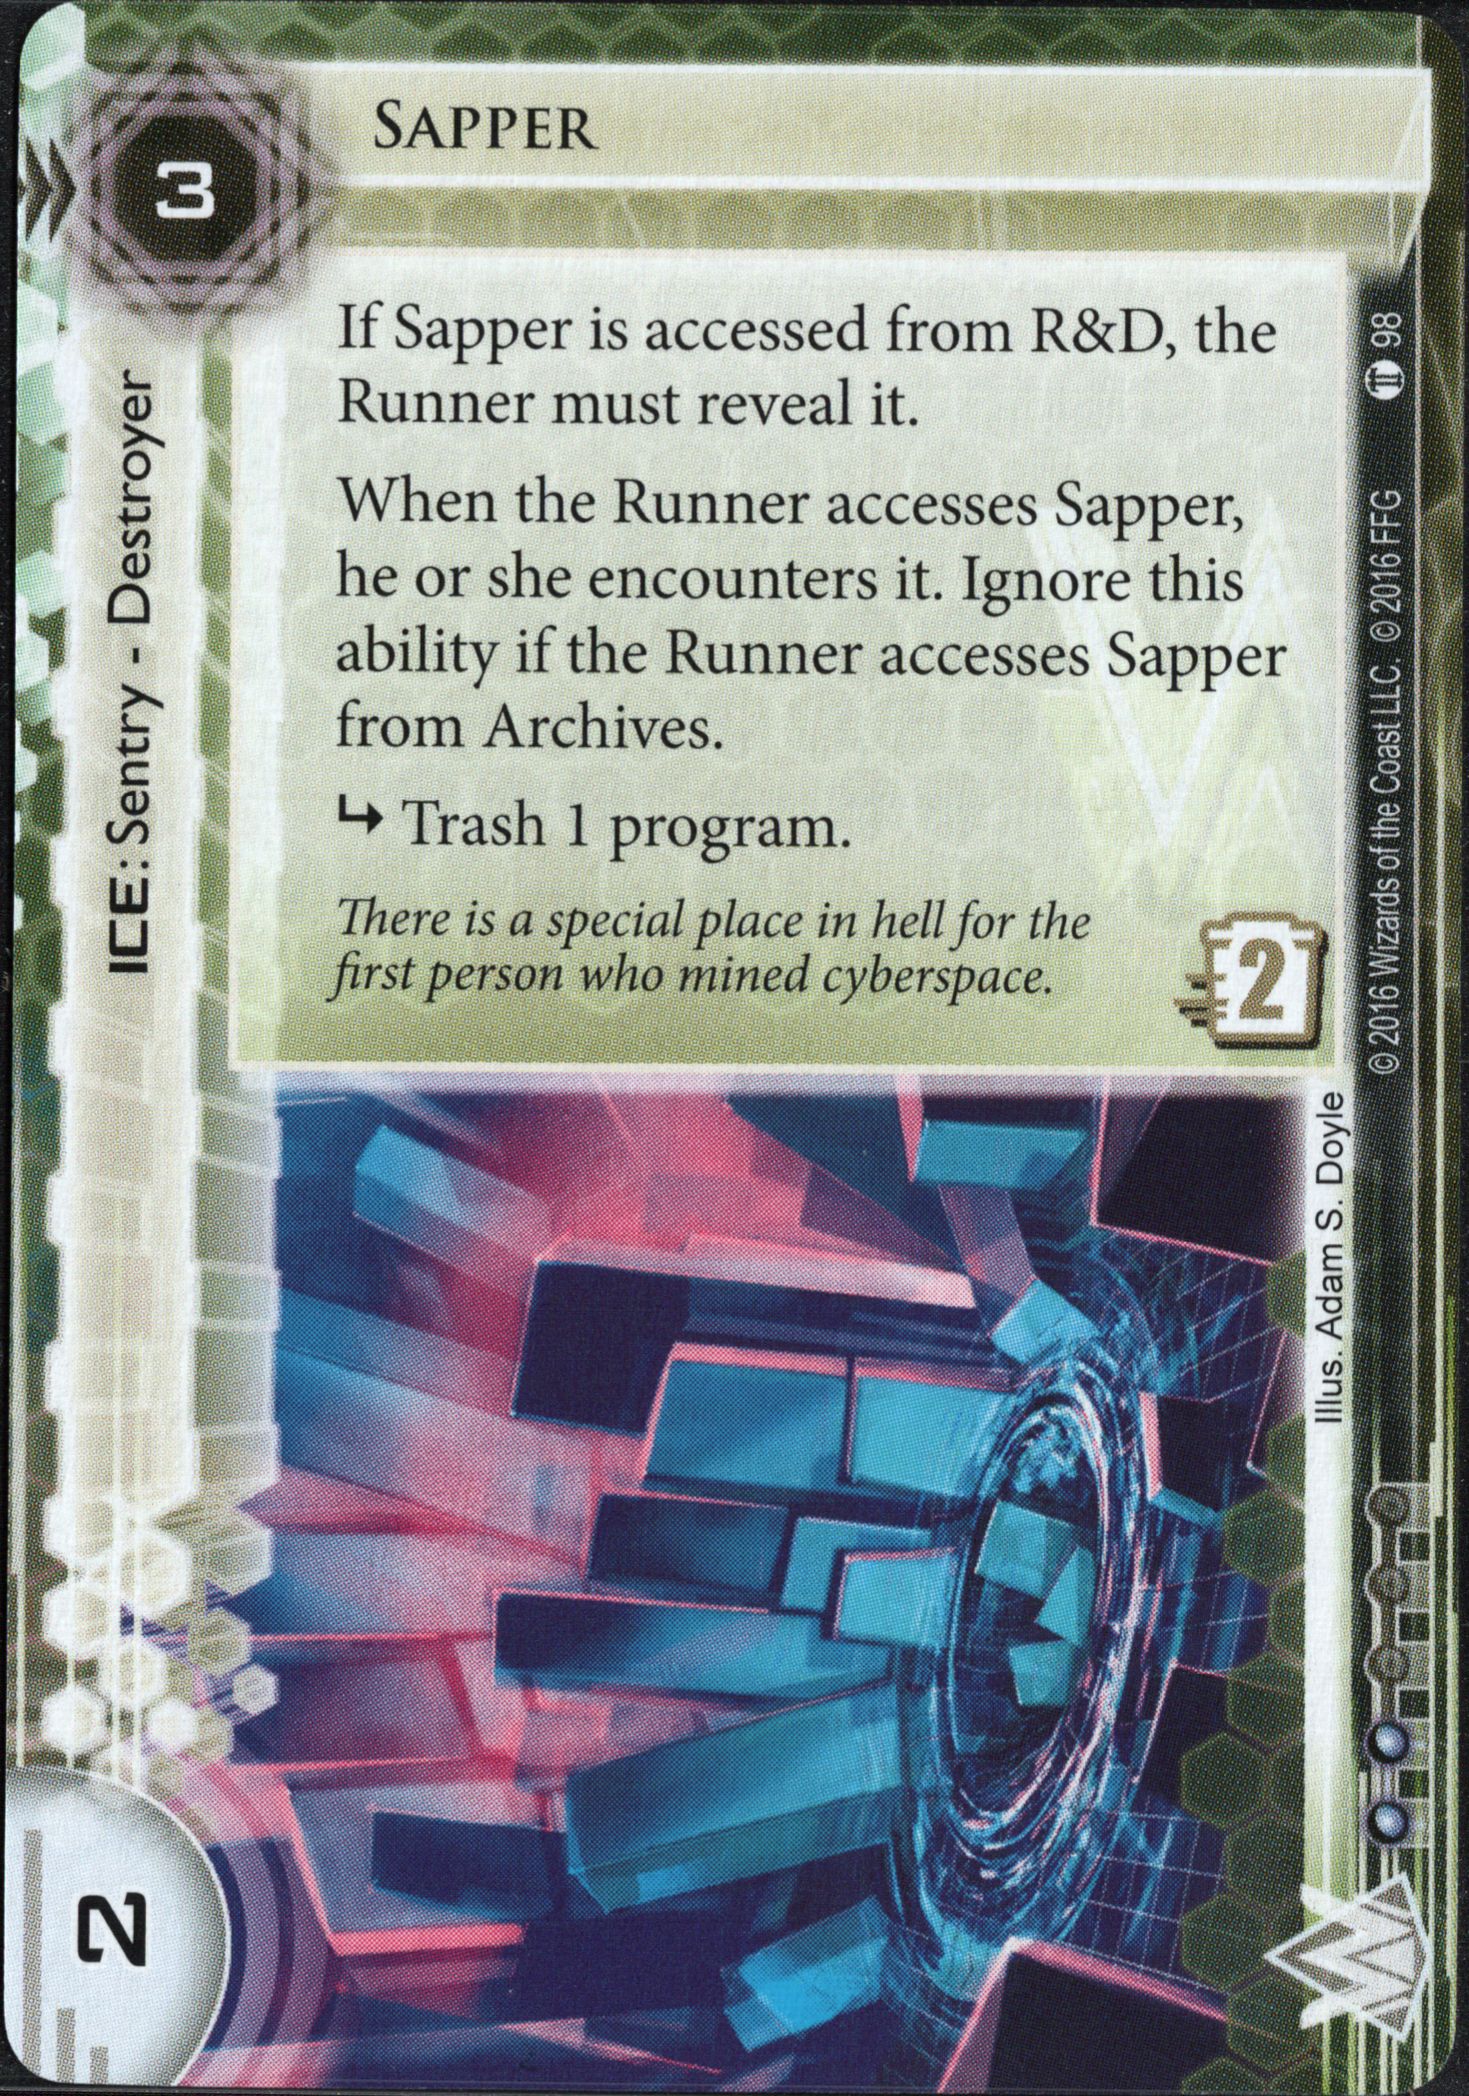 3
SAPPER
ICE: Sentry - Destroyer
If Sapper is accessed from R&D, the
Runner must reveal it.
When the Runner accesses Sapper,
he or she encounters it. Ignore this
ability if the Runner accesses Sapper
from Archives.
↳ Trash 1 program.
There is a special place in hell for the
first person who mined cyberspace.
2
98
© 2016 Wizards of the Coast LLC. © 2016 FFG
Illus. Adam S. Doyle
2